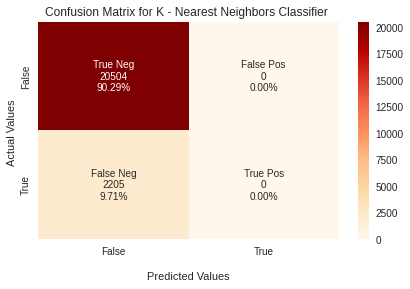 Confusion Matrix for K - Nearest Neighbors Classifier
True Neg
20504
90.29%
False Pos
0
0.00%
False Neg
2205
9.71%
True Pos
0
0.00%
False
True
Actual Values
False
True
Predicted Values
20000
17500
15000
12500
10000
7500
5000
2500
0